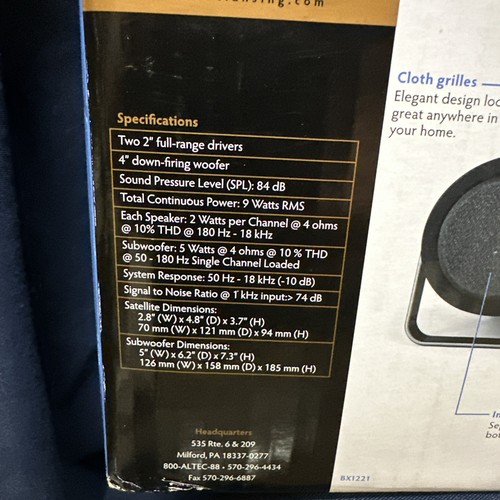 Specifications
Two 2" full-range drivers
4" down-firing woofer
Sound Pressure Level (SPL): 84 dB
Total Continuous Power: 9 Watts RMS
Each Speaker: 2 Watts per Channel @ 4 ohms
@ 10% THD @ 180 Hz - 18 kHz
Subwoofer: 5 Watts @ 4 ohms @ 10 % THD
@ 50 - 180 Hz Single Channel Loaded
System Response: 50 Hz - 18 kHz (-10 dB)
Signal to Noise Ratio @ 1 kHz input:> 74 dB
Satellite Dimensions:
2.8" (W) x 4.8" (D) x 3.7" (H)
70 mm (W) x 121 mm (D) x 94 mm (H)
Subwoofer Dimensions:
5" (W) x 6.2" (D) x 7.3" (H)
126 mm (W) x 158 mm (D) x 185 mm (H)
Headquarters
535 Rte. 6 & 209
Milford, PA 18337-0277
800-ALTEC-88 • 570-296-4434
Fax 570-296-6887
Cloth grilles
Elegant design
great anywhere in
your home.
BX1221